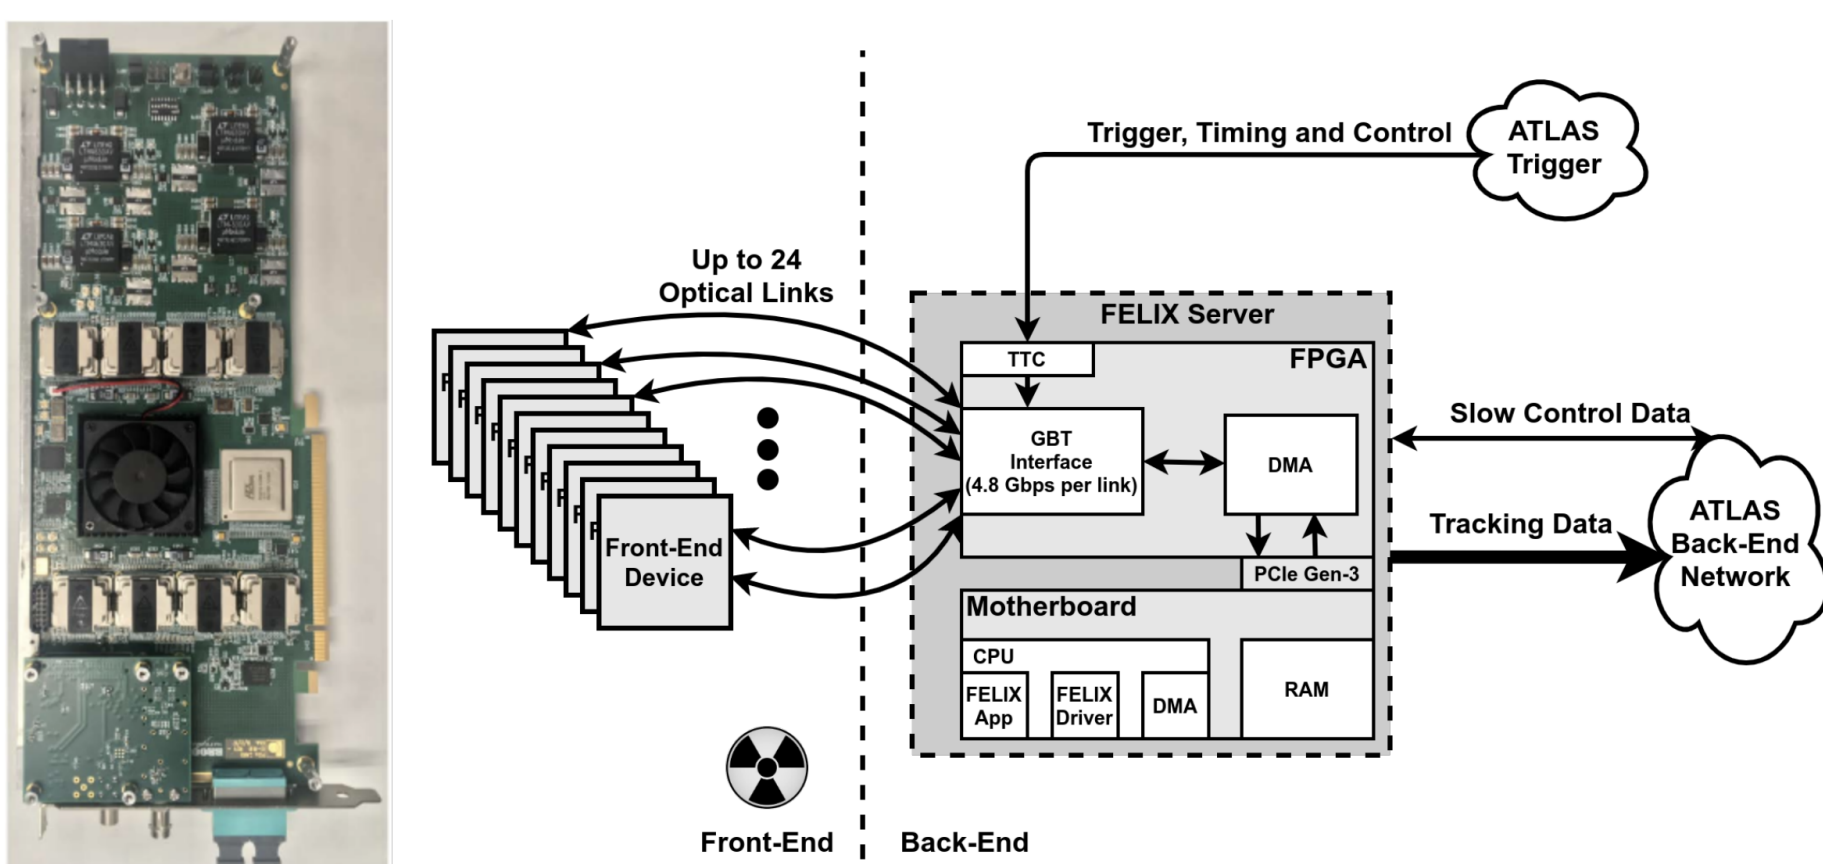 Trigger, Timing and Control
ATLAS
Trigger
Up to 24
Optical Links
FELIX Server
TTC
FPGA
GBT
Interface
(4.8 Gbps per link)
DMA
Slow Control Data
Tracking Data
ATLAS
Back-End
Network
Front-End
Device
PCIe Gen-3
Motherboard
CPU
FELIX
App
FELIX
Driver
DMA
RAM
Front-End
Back-End